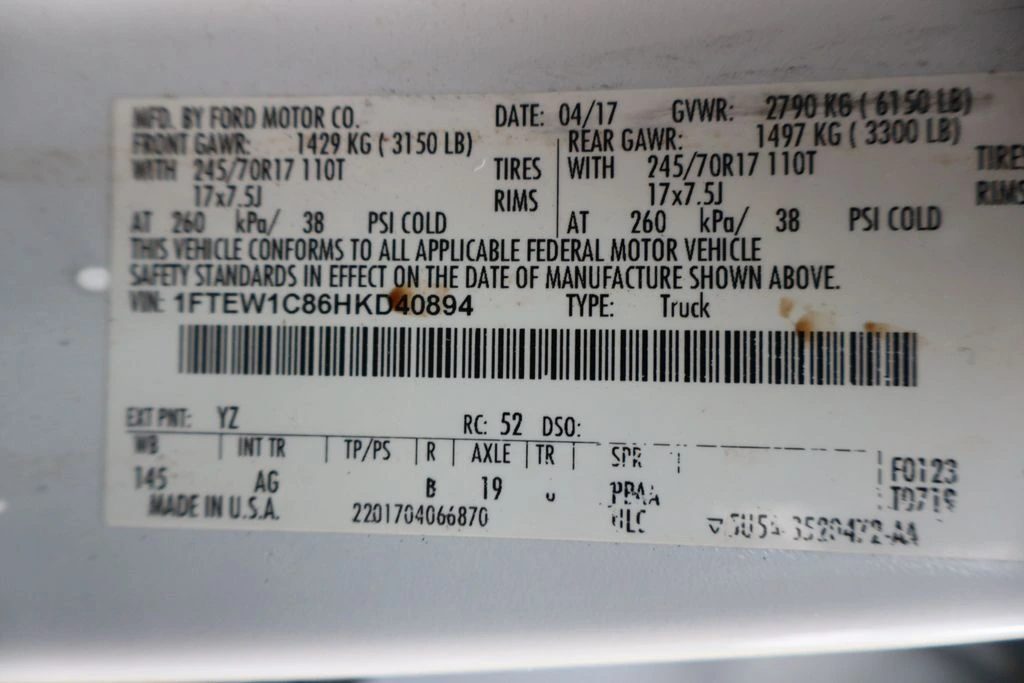 MFD. BY FORD MOTOR CO. DATE: 04/17 GVWR: 2790 KG ( 6150 LB)
FRONT GAWR: 1429 KG ( 3150 LB) REAR GAWR: 1497 KG ( 3300 LB)
WITH 245/70R17 110T TIRES WITH 245/70R17 110T TIRES
17x7.5J RIMS 17x7.5J RIMS
AT 260 kPa/ 38 PSI COLD AT 260 kPa/ 38 PSI COLD
THIS VEHICLE CONFORMS TO ALL APPLICABLE FEDERAL MOTOR VEHICLE
SAFETY STANDARDS IN EFFECT ON THE DATE OF MANUFACTURE SHOWN ABOVE.
VIN: 1FTEW1C86HKD40894 TYPE: Truck
EXT PNT: YZ RC: 52 DSO:
WB INT TR TP/PS R AXLE TR SPR
145 AG B 19 F0123
T0719
MADE IN U.S.A. 2201704066870